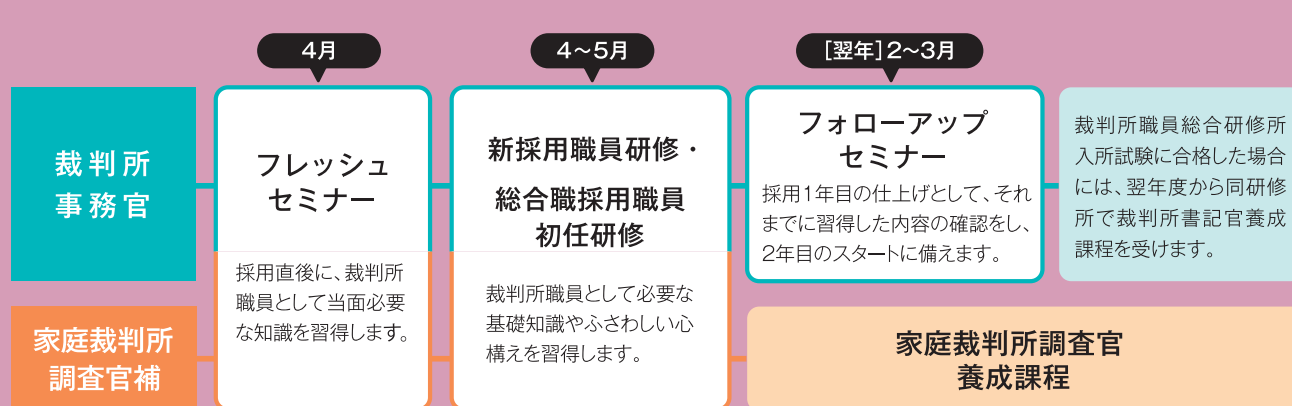 4月
4〜5月
[翌年]2〜3月
裁判所
事務官
フレッシュ
セミナー
採用直後に、裁判所
職員として当面必要
な知識を習得します。
新採用職員研修・
総合職採用職員
初任研修
裁判所職員として必要な
基礎知識やふさわしい心
構えを習得します。
フォローアップ
セミナー
採用1年目の仕上げとして、それ
までに習得した内容の確認をし、
2年目のスタートに備えます。
裁判所職員総合研修所
入所試験に合格した場合
には、翌年度から同研修
所で裁判所書記官養成
課程を受けます。
家庭裁判所
調査官補
家庭裁判所調査官
養成課程